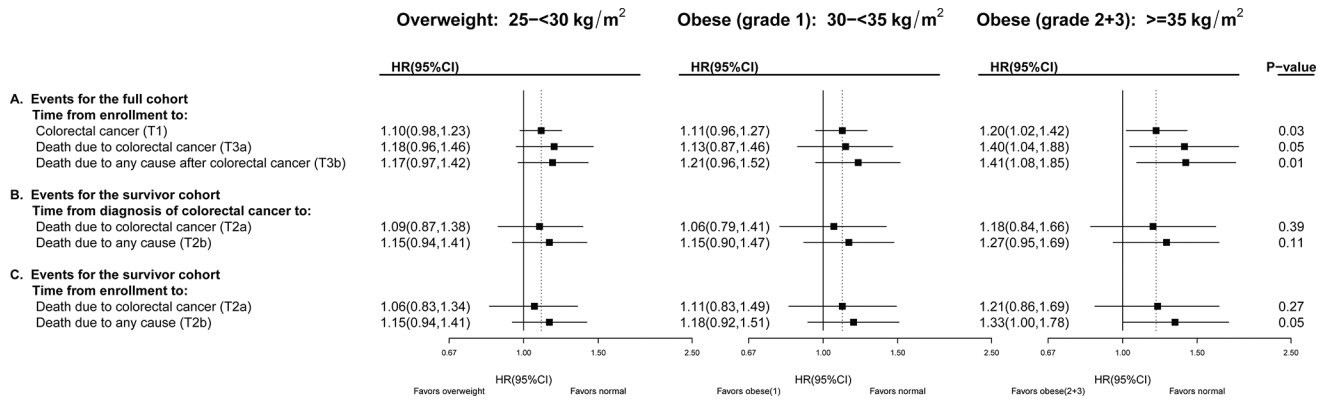 Overweight: 25−<30 kg/m² Obese (grade 1): 30−<35 kg/m² Obese (grade 2+3): >=35 kg/m²
HR(95%CI) HR(95%CI) HR(95%CI) P−value
A. Events for the full cohort
Time from enrollment to:
Colorectal cancer (T1) 1.10(0.98,1.23) 1.11(0.96,1.27) 1.20(1.02,1.42) 0.03
Death due to colorectal cancer (T3a) 1.18(0.96,1.46) 1.13(0.87,1.46) 1.40(1.04,1.88) 0.05
Death due to any cause after colorectal cancer (T3b) 1.17(0.97,1.42) 1.21(0.96,1.52) 1.41(1.08,1.85) 0.01
B. Events for the survivor cohort
Time from diagnosis of colorectal cancer to:
Death due to colorectal cancer (T2a) 1.09(0.87,1.38) 1.06(0.79,1.41) 1.18(0.84,1.66) 0.39
Death due to any cause (T2b) 1.15(0.94,1.41) 1.15(0.90,1.47) 1.27(0.95,1.69) 0.11
C. Events for the survivor cohort
Time from enrollment to:
Death due to colorectal cancer (T2a) 1.06(0.83,1.34) 1.11(0.83,1.49) 1.21(0.86,1.69) 0.27
Death due to any cause (T2b) 1.15(0.94,1.41) 1.18(0.92,1.51) 1.33(1.00,1.78) 0.05
0.67 1.00 1.50 2.50 0.67 1.00 1.50 2.50 0.67 1.00 1.50 2.50
HR(95%CI) HR(95%CI) HR(95%CI)
Favors overweight Favors normal Favors obese(1) Favors normal Favors obese(2+3) Favors normal